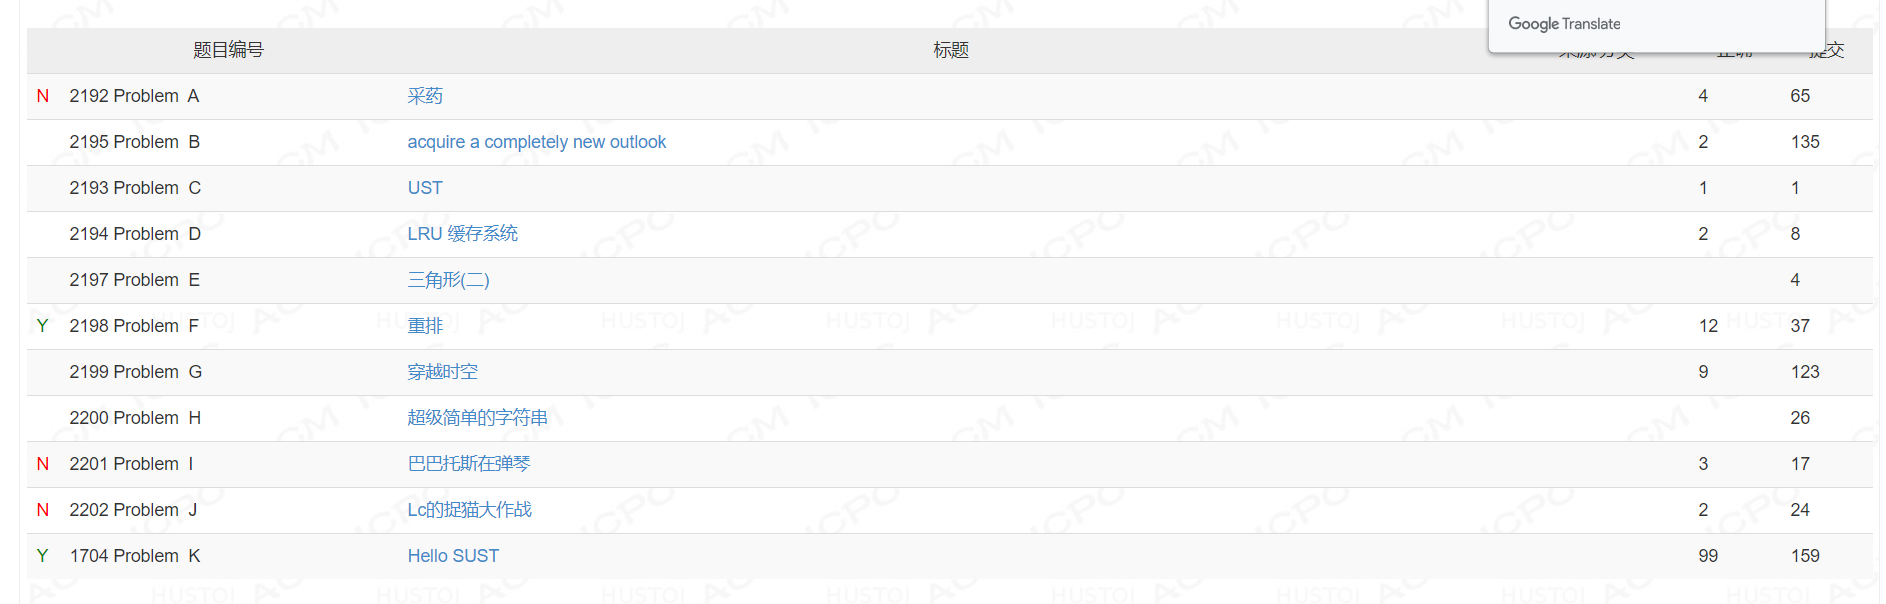 Google Translate
题目编号 标题
N 2192 Problem A 采药 4 65
2195 Problem B acquire a completely new outlook 2 135
2193 Problem C UST 1 1
2194 Problem D LRU 缓存系统 2 8
2197 Problem E 三角形(二) 4
Y 2198 Problem F 重排 12 37
2199 Problem G 穿越时空 9 123
2200 Problem H 超级简单的字符串 26
N 2201 Problem I 巴巴托斯在弹琴 3 17
N 2202 Problem J Lc的捉猫大作战 2 24
Y 1704 Problem K Hello SUST 99 159